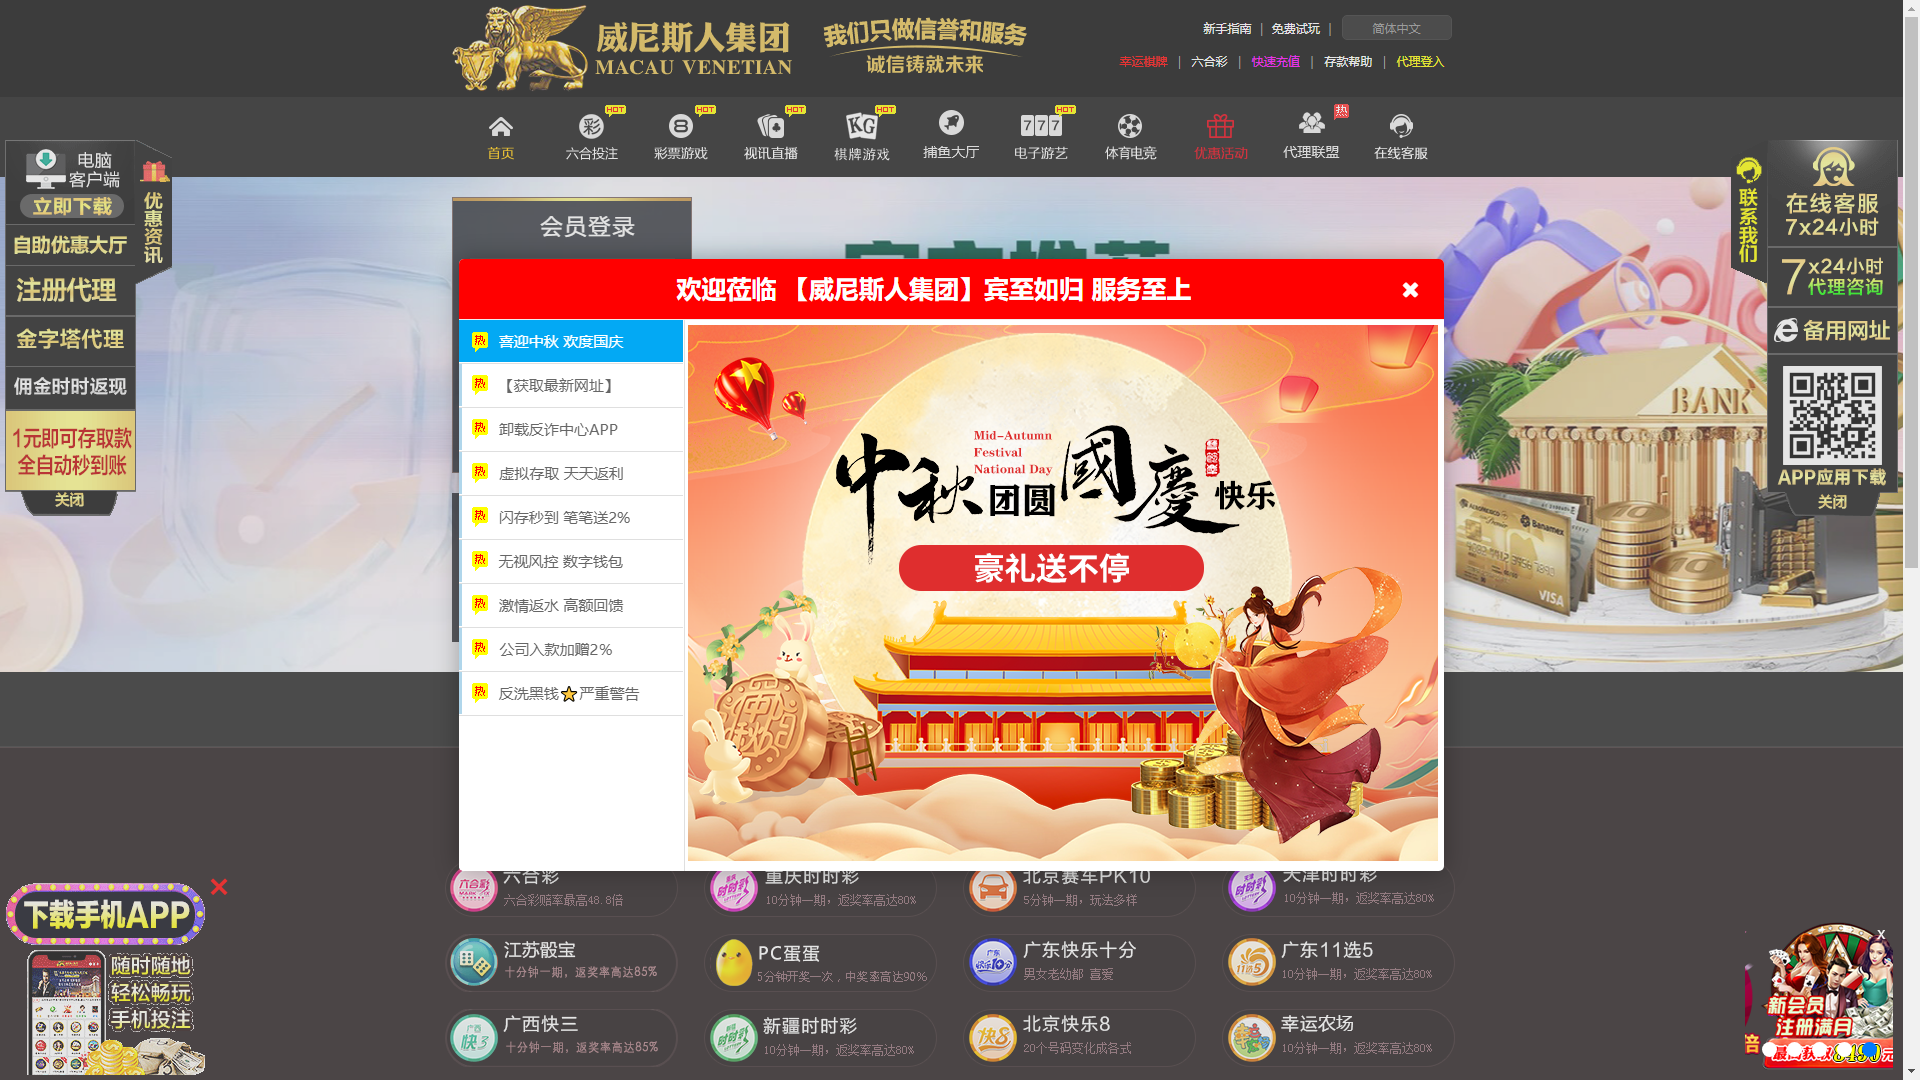 威尼斯人集团
MACAU VENETIAN
我们只做信誉和服务
诚信铸就未来
新手指南 | 免费试玩 | 简体中文
幸运棋牌 | 六合彩 | 快速充值 | 存款帮助 | 代理登入
HOT HOT HOT HOT HOT 热
彩 8 KG 777
首页 六合投注 彩票游戏 视讯直播 棋牌游戏 捕鱼大厅 电子游艺 体育电竞 优惠活动 代理联盟 在线客服
电脑
客户端
立即下载
自助优惠大厅
注册代理
金字塔代理
佣金时时返现
1元即可存取款
全自动秒到账
关闭
优惠资讯
会员登录
欢迎莅临 【威尼斯人集团】宾至如归 服务至上
热 喜迎中秋 欢度国庆
热 【获取最新网址】
热 卸载反诈中心APP
热 虚拟存取 天天返利
热 闪存秒到 笔笔送2%
热 无视风控 数字钱包
热 激情返水 高额回馈
热 公司入款加赠2%
热 反洗黑钱⭐严重警告
Mid-Autumn
Festival
National Day
中秋团圆 國慶快乐
豪礼送不停
联系我们
在线客服
7x24小时
7x24小时
代理咨询
备用网址
APP应用下载
关闭
BANK
Banamex
VISA
六合彩
六合彩赔率最高48.8倍
重庆时时彩
10分钟一期，返奖率高达80%
北京赛车PK10
5分钟一期，玩法多样
天津时时彩
10分钟一期，返奖率高达80%
江苏骰宝
十分钟一期，返奖率高达85%
PC蛋蛋
5分钟开奖一次，中奖率高达90%
广东快乐十分
男女老幼都 喜爱
广东11选5
10分钟一期，返奖率高达80%
广西快三
十分钟一期，返奖率高达85%
新疆时时彩
10分钟一期，返奖率高达80%
北京快乐8
20个号码变化成各式
幸运农场
10分钟一期，返奖率高达80%
下载手机APP
随时随地
轻松畅玩
手机投注
X
新会员
注册满月